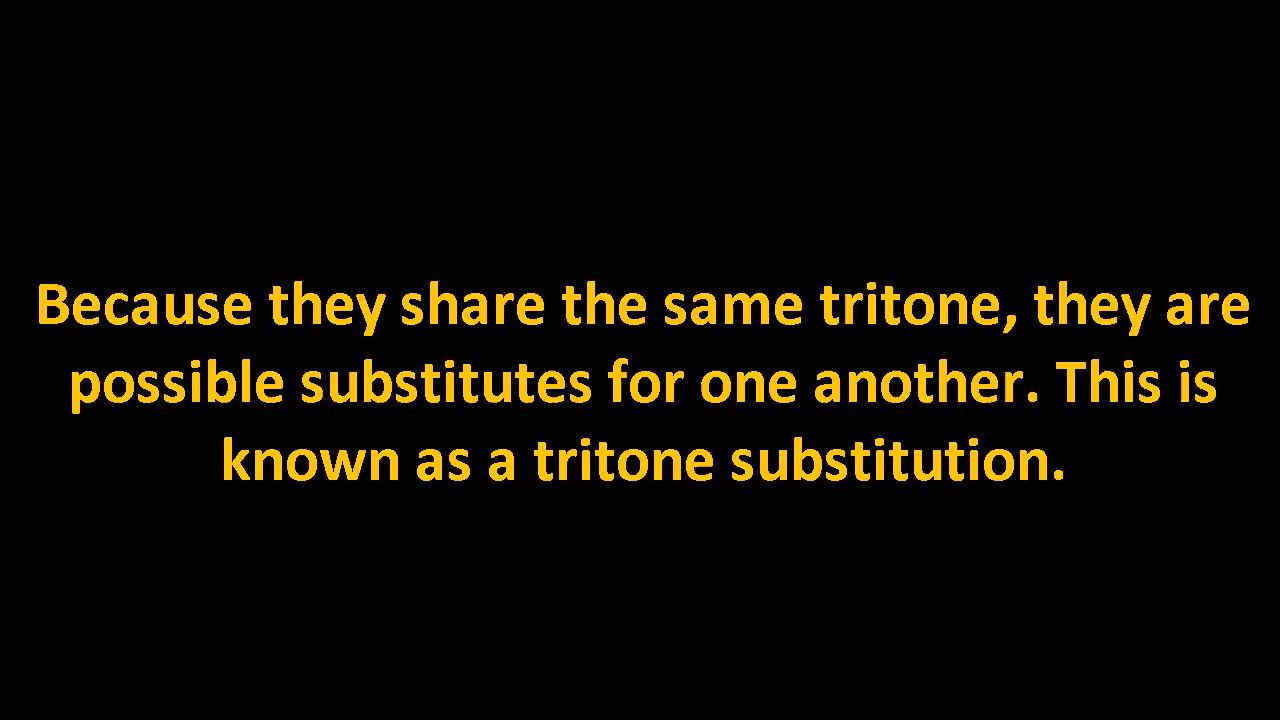 Because they share the same tritone, they are
possible substitutes for one another. This is
known as a tritone substitution.